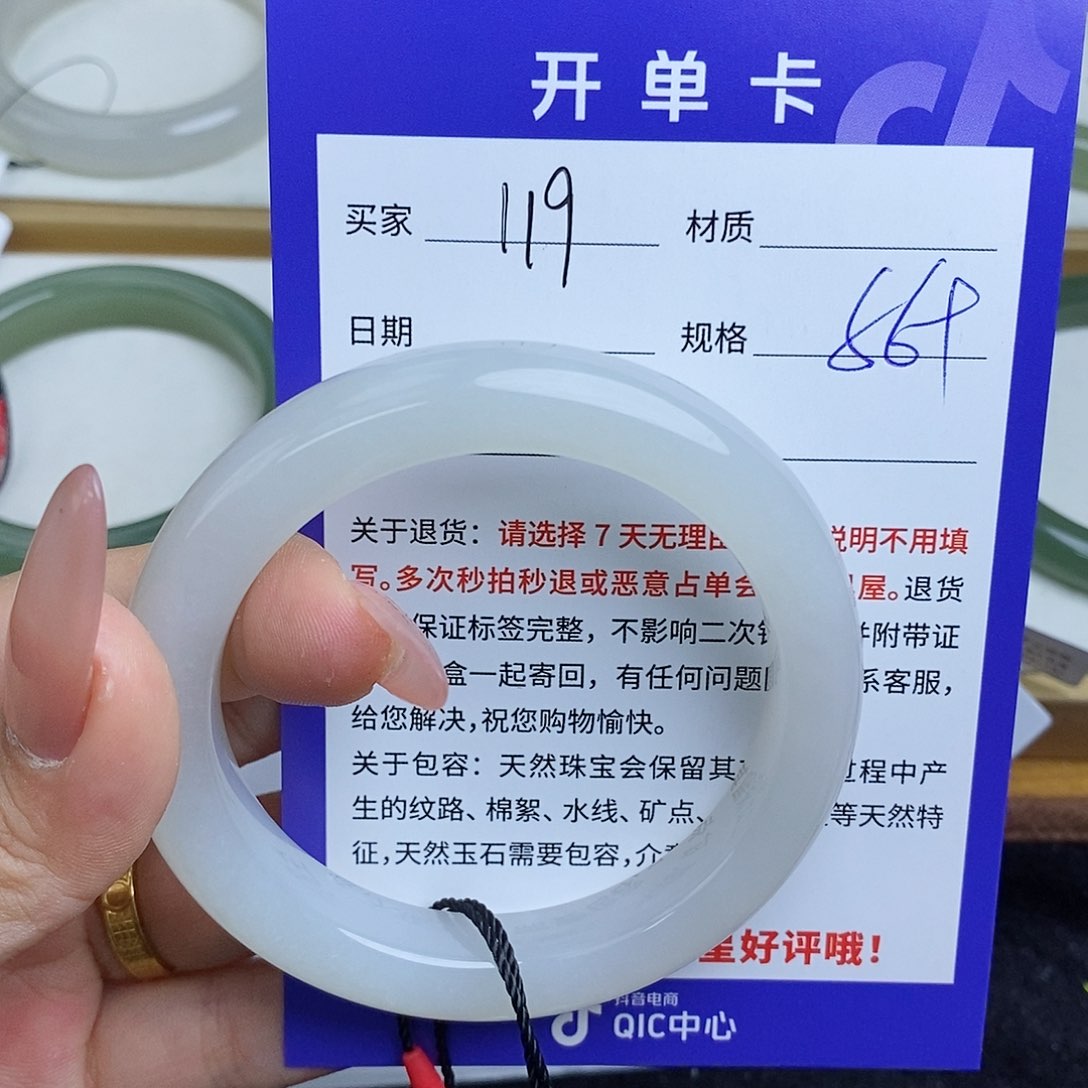 开单卡
买家 119 材质
日期 规格
关于退货：请选择7天无理由 说明不用填
写。多次秒拍秒退或恶意占单会 屋。退货
保证标签完整，不影响二次 并附带证
盒一起寄回，有任何问题 系客服，
给您解决，祝您购物愉快。
关于包容：天然珠宝会保留其 过程中产
生的纹路、棉絮、水线、矿点、 等天然特
征，天然玉石需要包容，介
星好评哦！
抖音电商
QIC中心